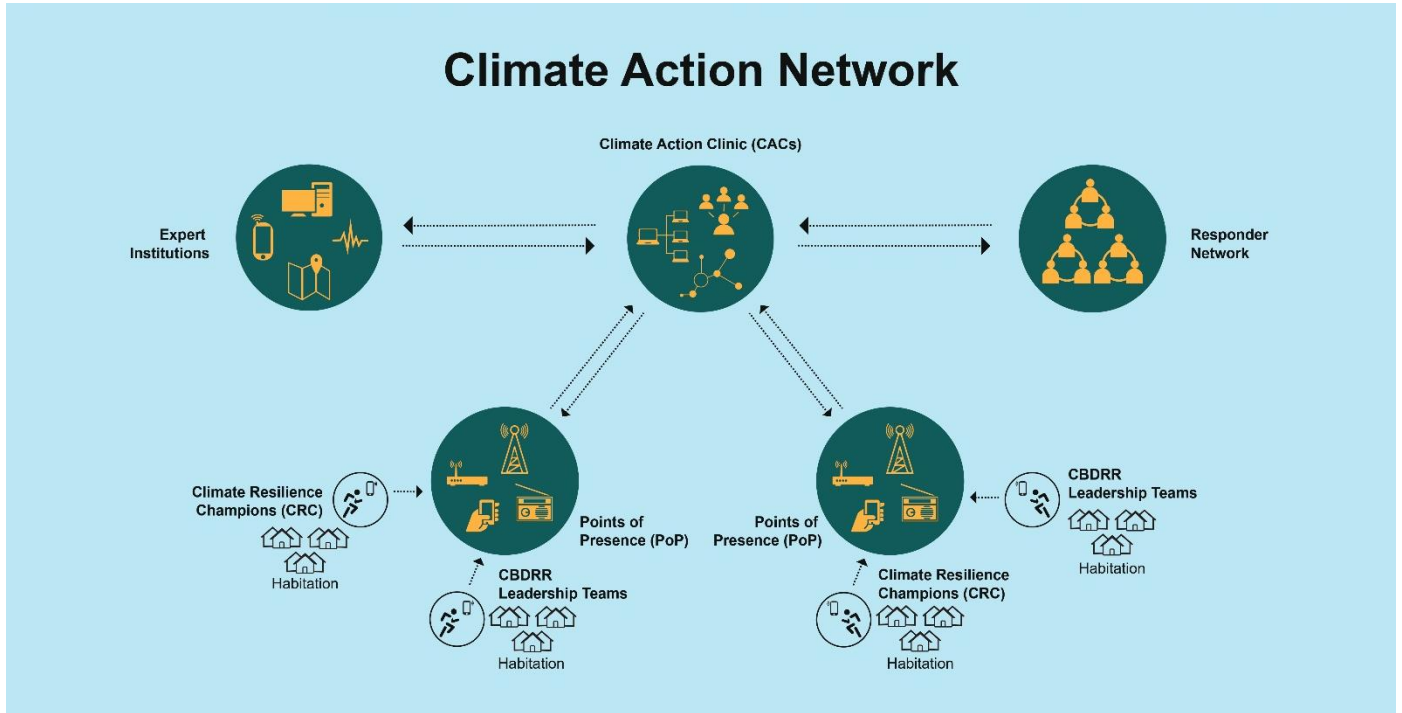 Climate Action Network
Climate Action Clinic (CACs)
Expert
Institutions
Responder
Network
Climate Resilience
Champions (CRC)
Habitation
Points of
Presence (PoP)
CBDRR
Leadership Teams
Habitation
Points of
Presence (PoP)
CBDRR
Leadership Teams
Habitation
Climate Resilience
Champions (CRC)
Habitation